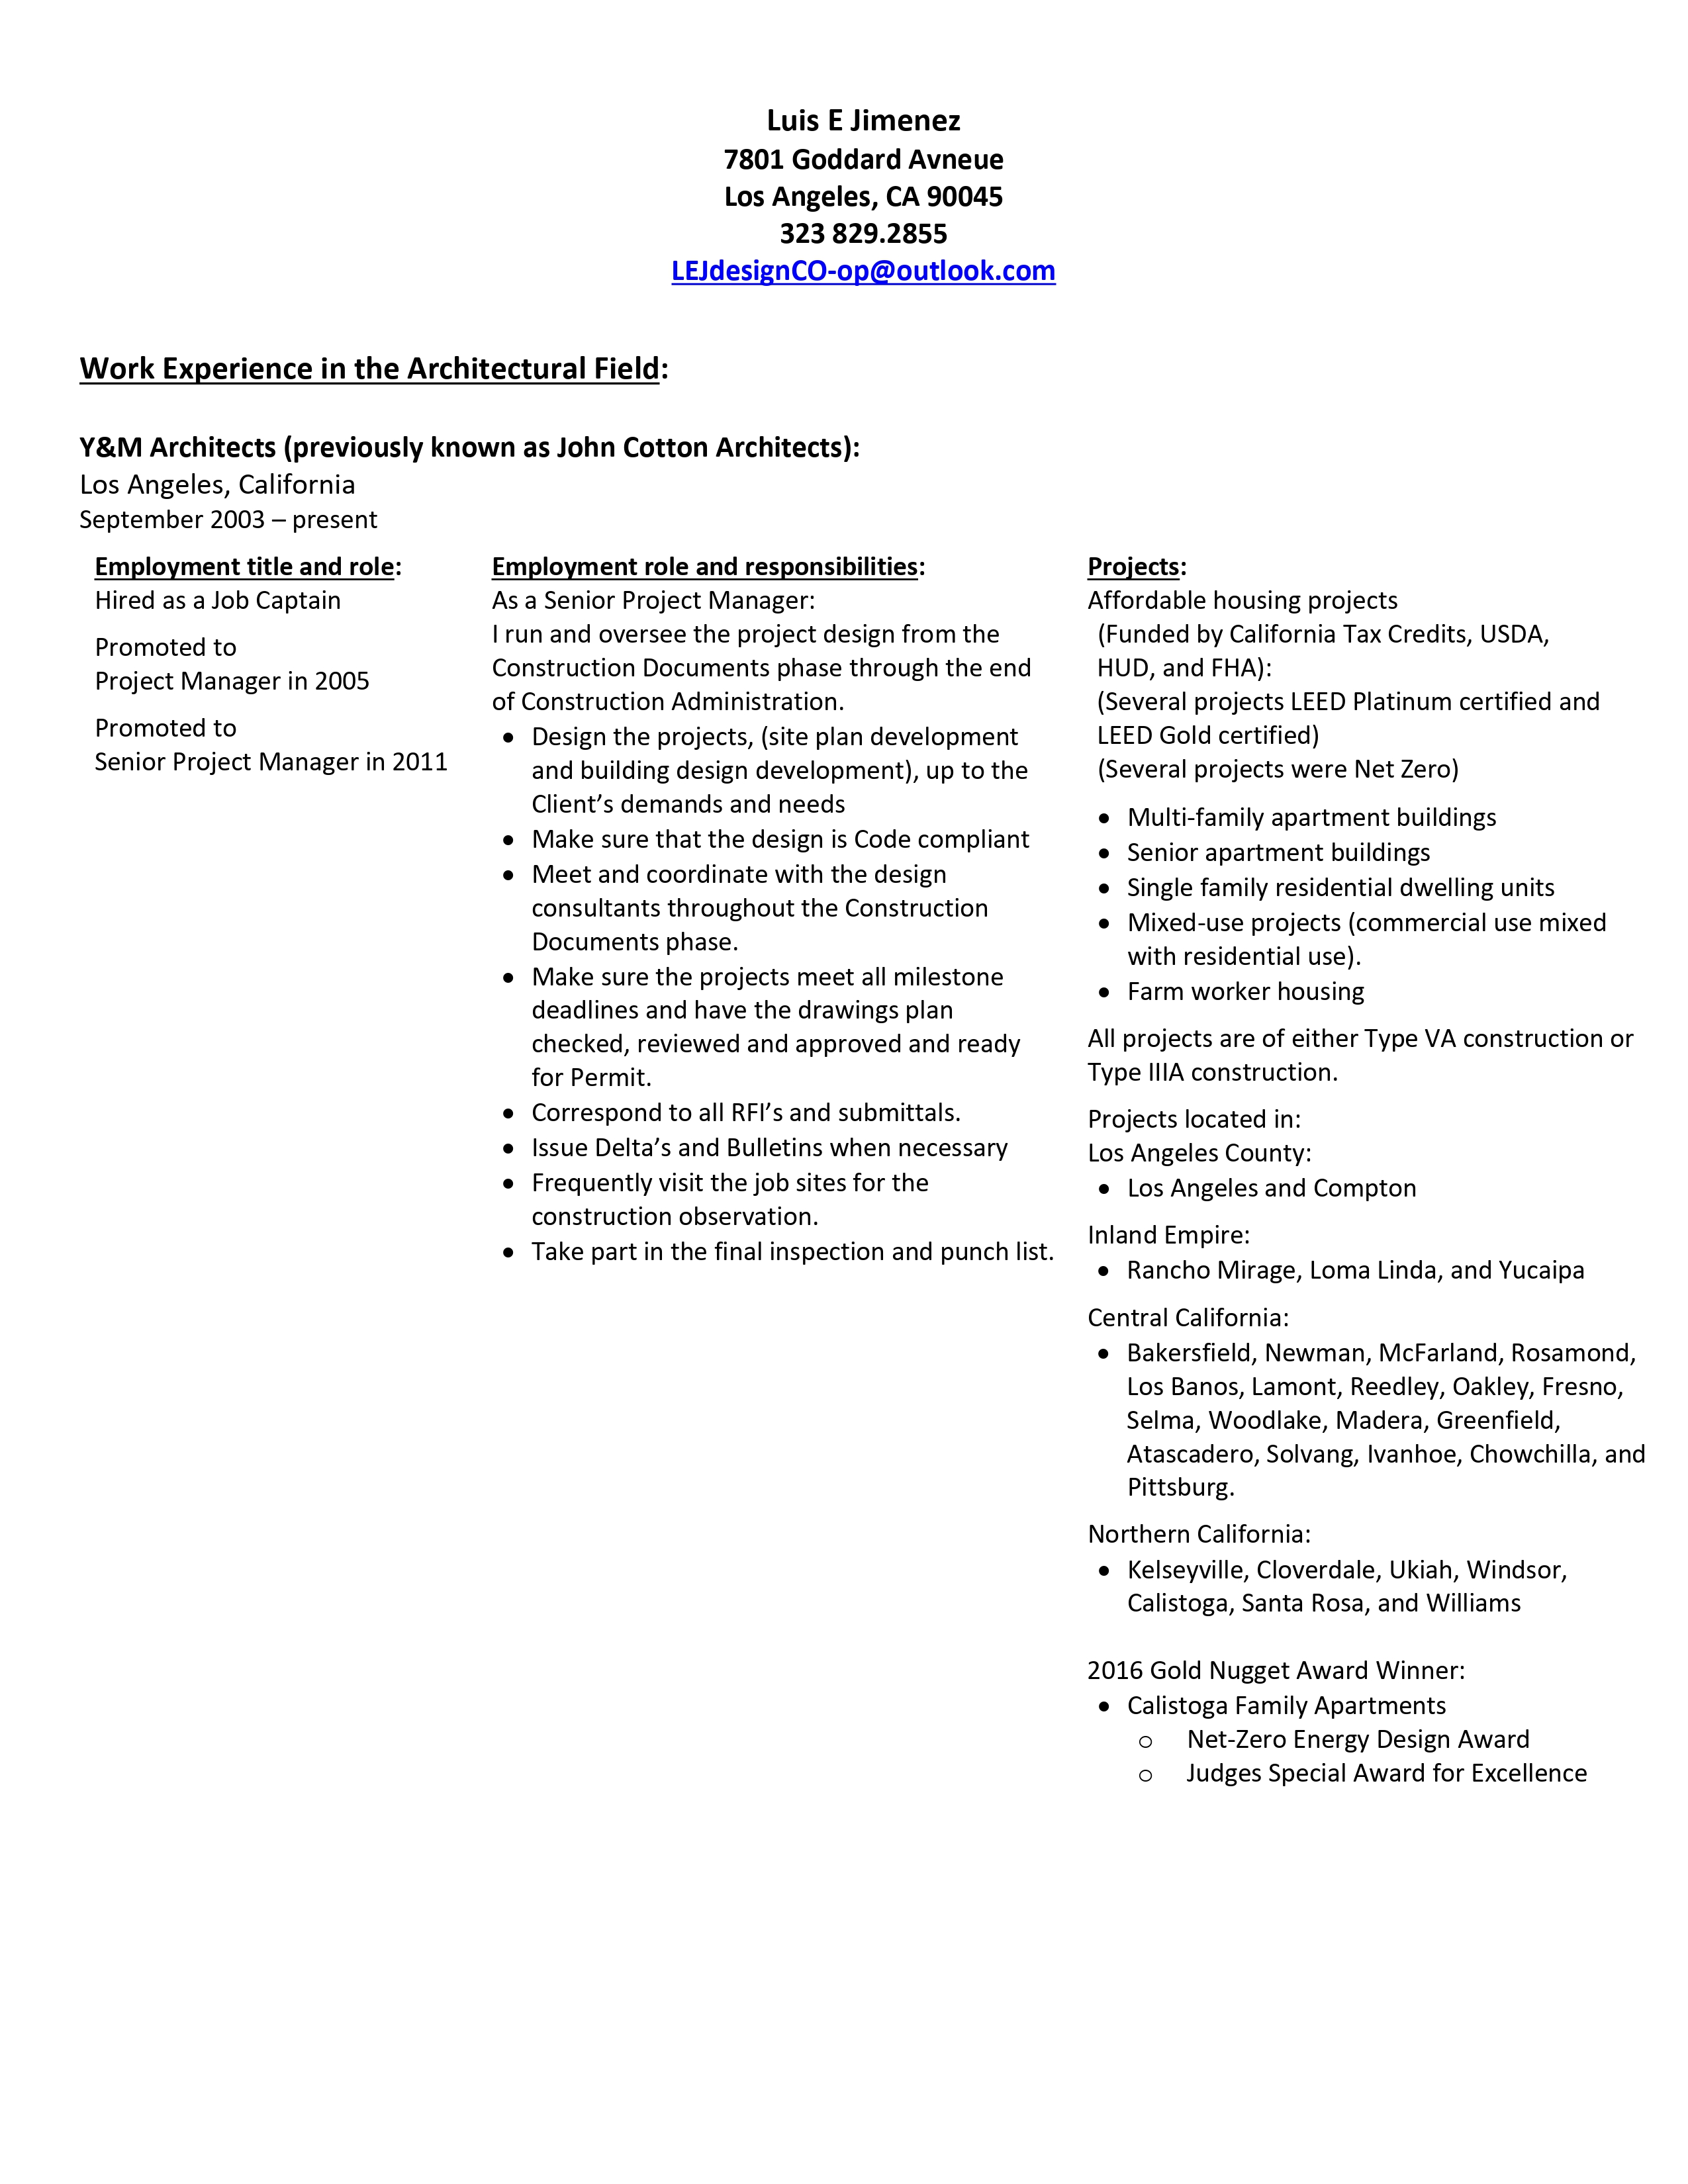 Luis E Jimenez
7801 Goddard Avneue
Los Angeles, CA 90045
323 829.2855
LEJdesignCO-op@outlook.com
Work Experience in the Architectural Field:
Y&M Architects (previously known as John Cotton Architects):
Los Angeles, California
September 2003 – present
Employment title and role:
Hired as a Job Captain
Promoted to
Project Manager in 2005
Promoted to
Senior Project Manager in 2011
Employment role and responsibilities:
As a Senior Project Manager:
I run and oversee the project design from the
Construction Documents phase through the end
of Construction Administration.
• Design the projects, (site plan development
and building design development), up to the
Client’s demands and needs
• Make sure that the design is Code compliant
• Meet and coordinate with the design
consultants throughout the Construction
Documents phase.
• Make sure the projects meet all milestone
deadlines and have the drawings plan
checked, reviewed and approved and ready
for Permit.
• Correspond to all RFI’s and submittals.
• Issue Delta’s and Bulletins when necessary
• Frequently visit the job sites for the
construction observation.
• Take part in the final inspection and punch list.
Projects:
Affordable housing projects
(Funded by California Tax Credits, USDA,
HUD, and FHA):
(Several projects LEED Platinum certified and
LEED Gold certified)
(Several projects were Net Zero)
• Multi-family apartment buildings
• Senior apartment buildings
• Single family residential dwelling units
• Mixed-use projects (commercial use mixed
with residential use).
• Farm worker housing
All projects are of either Type VA construction or
Type IIIA construction.
Projects located in:
Los Angeles County:
• Los Angeles and Compton
Inland Empire:
• Rancho Mirage, Loma Linda, and Yucaipa
Central California:
• Bakersfield, Newman, McFarland, Rosamond,
Los Banos, Lamont, Reedley, Oakley, Fresno,
Selma, Woodlake, Madera, Greenfield,
Atascadero, Solvang, Ivanhoe, Chowchilla, and
Pittsburg.
Northern California:
• Kelseyville, Cloverdale, Ukiah, Windsor,
Calistoga, Santa Rosa, and Williams
2016 Gold Nugget Award Winner:
• Calistoga Family Apartments
o Net-Zero Energy Design Award
o Judges Special Award for Excellence